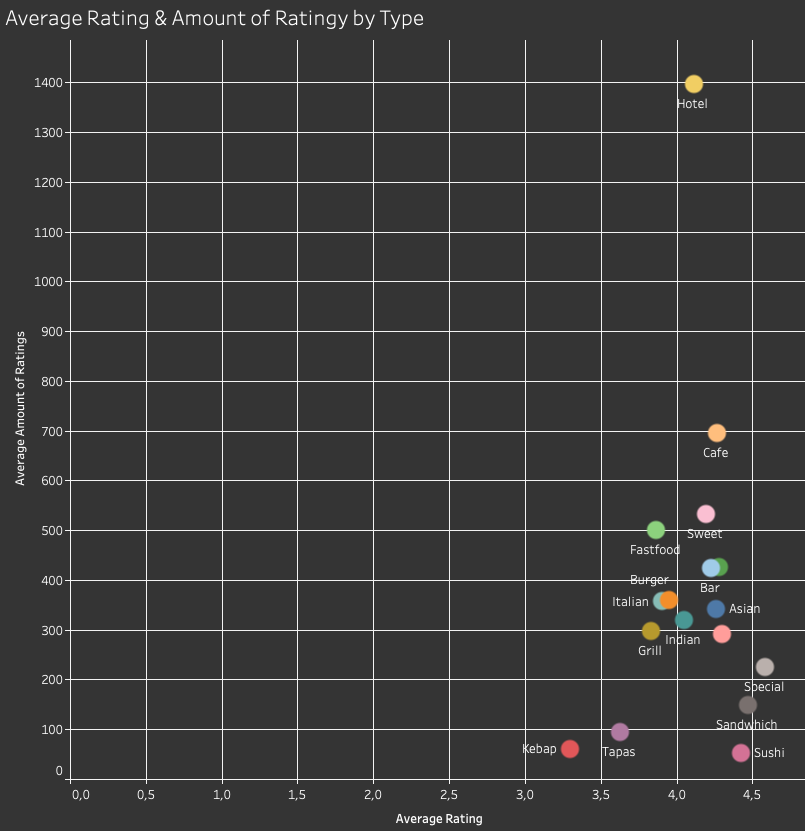 Average Rating & Amount of Ratingy by Type
1400
Hotel
1300
1200
1100
1000
900
Average Amount of Ratings
800
700
Cafe
600
Sweet
500
Fastfood
400
Burger
Bar
Italian
Asian
300
Indian
Grill
200
Special
Sandwhich
100
Kebap
Tapas
Sushi
0
0,0 0,5 1,0 1,5 2,0 2,5 3,0 3,5 4,0 4,5
Average Rating